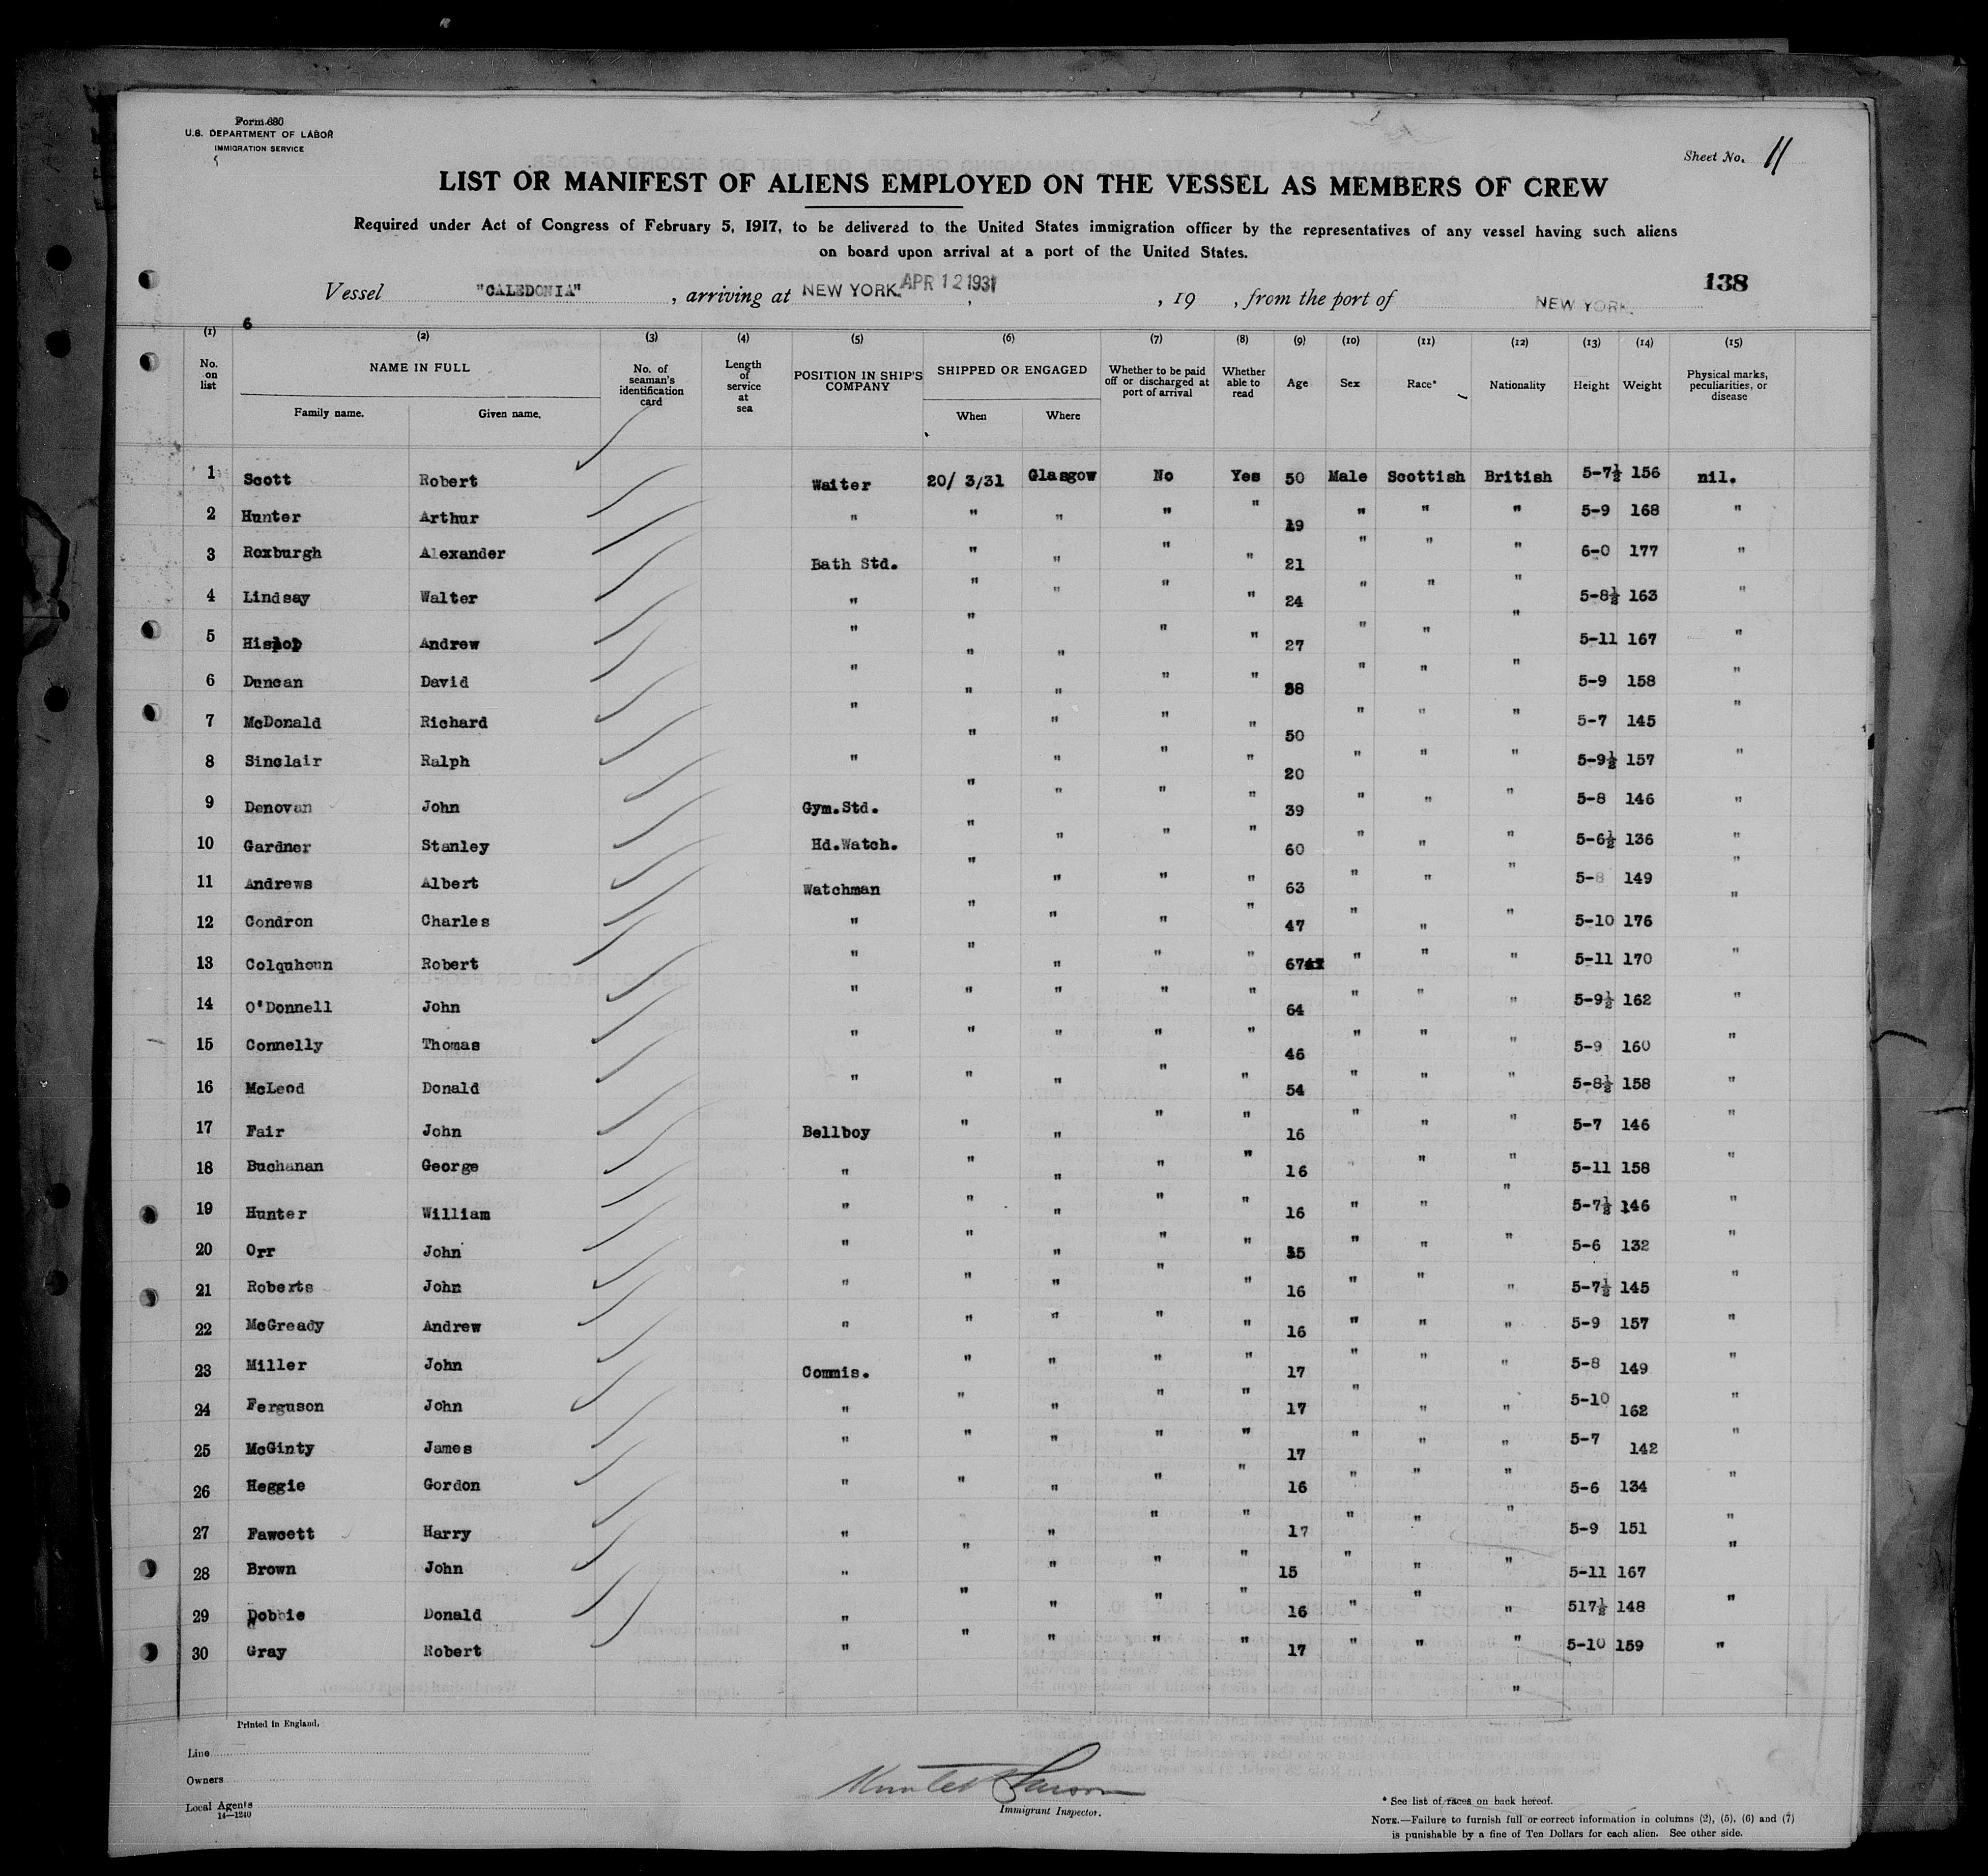 Form 680
U.S. DEPARTMENT OF LABOR
IMMIGRATION SERVICE
Sheet No. 11
LIST OR MANIFEST OF ALIENS EMPLOYED ON THE VESSEL AS MEMBERS OF CREW
Required under Act of Congress of February 5, 1917, to be delivered to the United States immigration officer by the representatives of any vessel having such aliens
on board upon arrival at a port of the United States.
Vessel "CALEDONIA", arriving at NEW YORK. APR 12 1931, 19 , from the port of NEW YORK. 138
6
(1) (2) (3) (4) (5) (6) (7) (8) (9) (10) (11) (12) (13) (14) (15)
No. on list NAME IN FULL Family name. Given name. No. of seaman's identification card Length of service at sea POSITION IN SHIP'S COMPANY SHIPPED OR ENGAGED When Where Whether to be paid off or discharged at port of arrival Whether able to read Age Sex Race* Nationality Height Weight Physical marks, peculiarities, or disease
1 Scott Robert Waiter 20/ 3/31 Glasgow No Yes 50 Male Scottish British 5-7½ 156 nil.
2 Hunter Arthur " " " " " 19 " " " 5-9 168 "
3 Roxburgh Alexander Bath Std. " " " " 21 " " " 6-0 177 "
4 Lindsay Walter " " " " " 24 " " " 5-8½ 163 "
5 Hislop Andrew " " " " " 27 " " " 5-11 167 "
6 Duncan David " " " " " 38 " " " 5-9 158 "
7 McDonald Richard " " " " " 50 " " " 5-7 145 "
8 Sinclair Ralph " " " " " 20 " " " 5-9½ 157 "
9 Denovan John Gym.Std. " " " " 39 " " " 5-8 146 "
10 Gardner Stanley Hd.Watch. " " " " 60 " " " 5-6½ 136 "
11 Andrews Albert Watchman " " " " 63 " " " 5-8 149 "
12 Condron Charles " " " " " 47 " " " 5-10 176 "
13 Colquhoun Robert " " " " " 67 " " " 5-11 170 "
14 O'Donnell John " " " " " 64 " " " 5-9½ 162 "
15 Connelly Thomas " " " " " 46 " " " 5-9 160 "
16 McLeod Donald " " " " " 54 " " " 5-8½ 158 "
17 Fair John Bellboy " " " " 16 " " " 5-7 146 "
18 Buchanan George " " " " " 16 " " " 5-11 158 "
19 Hunter William " " " " " 16 " " " 5-7½ 146 "
20 Orr John " " " " " 15 " " " 5-6 132 "
21 Roberts John " " " " " 16 " " " 5-7½ 145 "
22 McGready Andrew " " " " " 16 " " " 5-9 157 "
23 Miller John Commis. " " " " 17 " " " 5-8 149 "
24 Ferguson John " " " " " 17 " " " 5-10 162 "
25 McGinty James " " " " " 17 " " " 5-7 142 "
26 Heggie Gordon " " " " " 16 " " " 5-6 134 "
27 Fawcett Harry " " " " " 17 " " " 5-9 151 "
28 Brown John " " " " " 15 " " " 5-11 167 "
29 Dobbie Donald " " " " " 16 " " " 517½ 148 "
30 Gray Robert " " " " " 17 " " " 5-10 159 "
"
Printed in England.
Line
Owners
Local Agents
14—1240
Immigrant Inspector.
* See list of races on back hereof.
NOTE.—Failure to furnish full or correct information in columns (2), (5), (6) and (7)
is punishable by a fine of Ten Dollars for each alien. See other side.